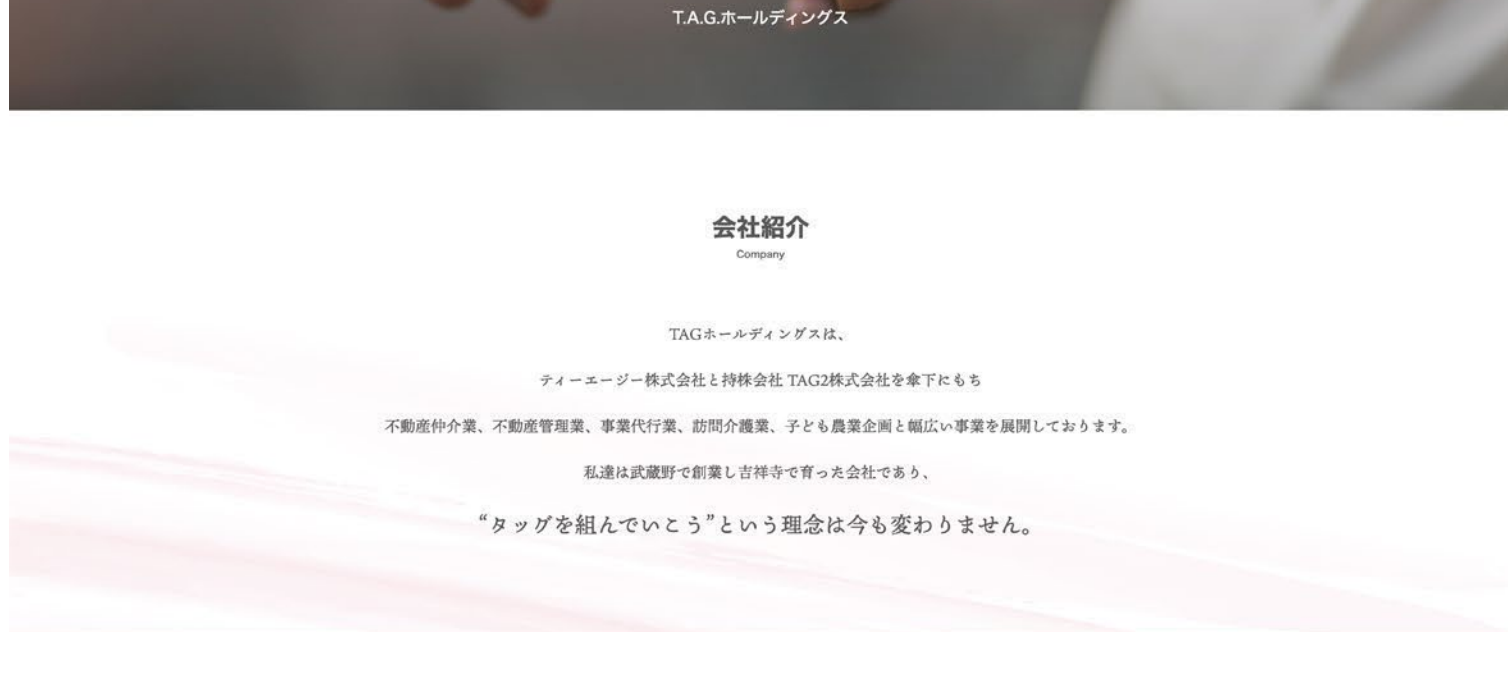 T.A.G.ホールディングス
会社紹介
Company
TAGホールディングスは、
ティーエージー株式会社と持株会社 TAG2株式会社を傘下にもち
不動産仲介業、不動産管理業、事業代行業、訪問介護業、子ども農業企画と幅広い事業を展開しております。
私達は武蔵野で創業し吉祥寺で育った会社であり、
“タッグを組んでいこう”という理念は今も変わりません。